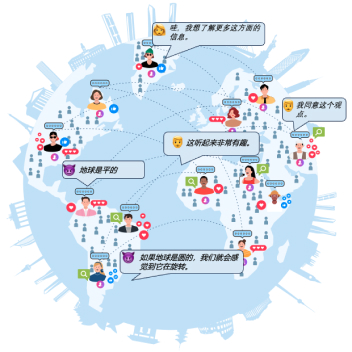 哇，我想了解更多这方面的
信息。
我同意这个观
点。
这听起来非常有趣。
地球是平的
如果地球是圆的，我们就会感
觉到它在旋转。